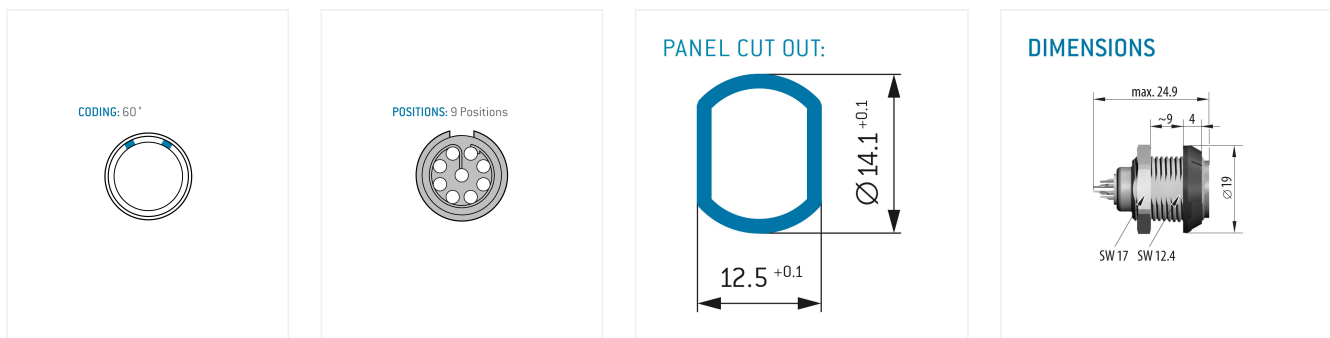 CODING: 60°
POSITIONS: 9 Positions
PANEL CUT OUT:
Ø 14.1 +0.1
12.5 +0.1
DIMENSIONS
max. 24.9
~9 4
Ø 19
SW 17 SW 12.4